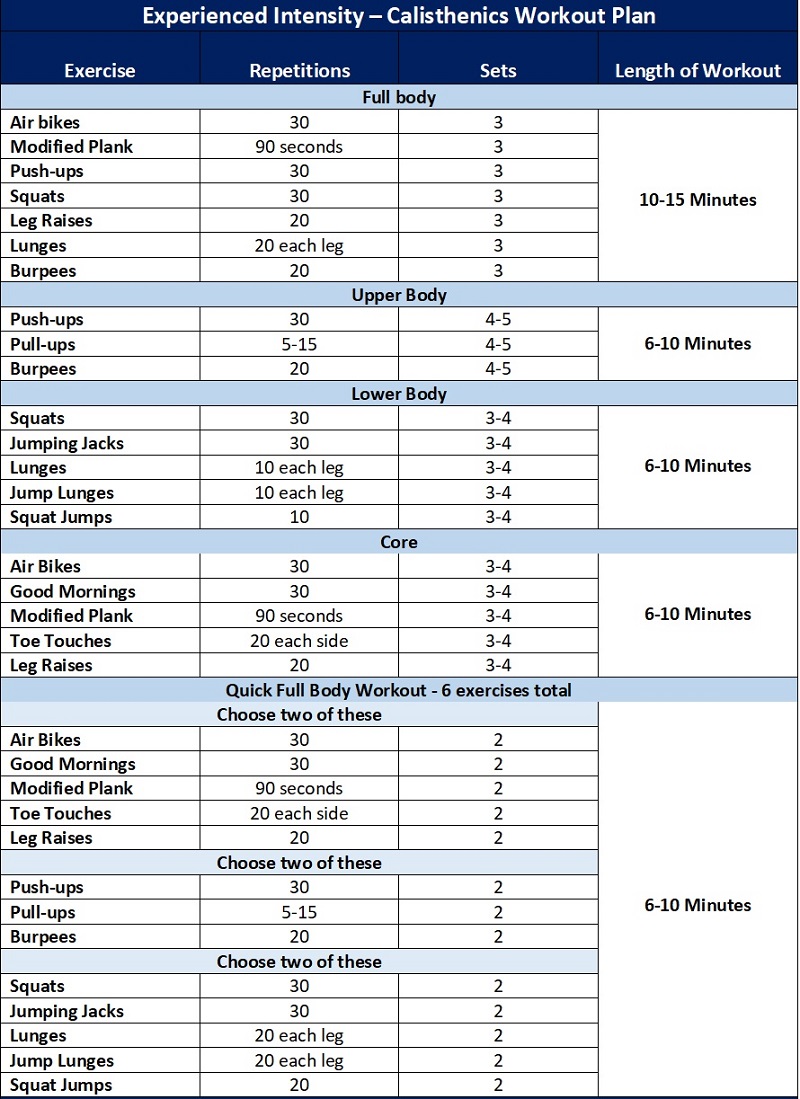 Experienced Intensity – Calisthenics Workout Plan
Exercise Repetitions Sets Length of Workout
Full body
Air bikes 30 3
Modified Plank 90 seconds 3
Push-ups 30 3
Squats 30 3 10-15 Minutes
Leg Raises 20 3
Lunges 20 each leg 3
Burpees 20 3
Upper Body
Push-ups 30 4-5
Pull-ups 5-15 4-5 6-10 Minutes
Burpees 20 4-5
Lower Body
Squats 30 3-4
Jumping Jacks 30 3-4
Lunges 10 each leg 3-4 6-10 Minutes
Jump Lunges 10 each leg 3-4
Squat Jumps 10 3-4
Core
Air Bikes 30 3-4
Good Mornings 30 3-4
Modified Plank 90 seconds 3-4 6-10 Minutes
Toe Touches 20 each side 3-4
Leg Raises 20 3-4
Quick Full Body Workout - 6 exercises total
Choose two of these
Air Bikes 30 2
Good Mornings 30 2
Modified Plank 90 seconds 2
Toe Touches 20 each side 2
Leg Raises 20 2
Choose two of these
Push-ups 30 2
Pull-ups 5-15 2 6-10 Minutes
Burpees 20 2
Choose two of these
Squats 30 2
Jumping Jacks 30 2
Lunges 20 each leg 2
Jump Lunges 20 each leg 2
Squat Jumps 20 2